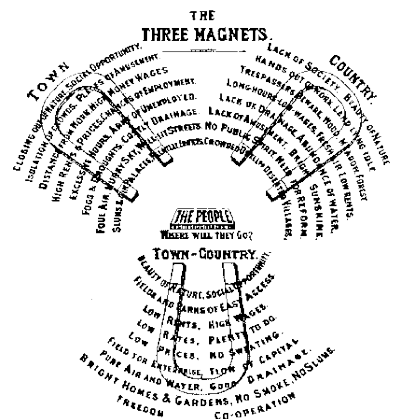 THE
THREE MAGNETS.
TOWN
CLOSING OUT OF NATURE. SOCIAL OPPORTUNITY.
ISOLATION OF CROWDS. PLACES OF AMUSEMENT.
DISTANCE FROM WORK. HIGH MONEY WAGES
HIGH RENTS & PRICES. CHANCES OF EMPLOYMENT.
EXCESSIVE HOURS. ARMY OF UNEMPLOYED.
FOGS & DROUGHTS. COSTLY DRAINAGE
FOUL AIR. MURKY SKY. WELL-LIT STREETS
SLUMS & GIN PALACES.
COUNTRY.
LACK OF SOCIETY. BEAUTY OF NATURE
HANDS OUT OF WORK. LAND LYING IDLE
TRESPASSERS BEWARE. WOOD, MEADOW, FOREST
LONG HOURS, LOW WAGES. FRESH AIR, LOW RENTS.
LACK OF DRAINAGE. ABUNDANCE OF WATER.
LACK OF AMUSEMENT. BRIGHT SUNSHINE.
NO PUBLIC SPIRIT. NEED FOR REFORM.
CROWDED DWELLINGS. DESERTED VILLAGES.
THE PEOPLE
WHERE WILL THEY GO?
TOWN-COUNTRY.
BEAUTY OF NATURE. SOCIAL OPPORTUNITY.
FIELDS AND PARKS OF EASY ACCESS
LOW RENTS, HIGH WAGES.
LOW RATES, PLENTY TO DO.
LOW PRICES, NO SWEATING.
FIELD FOR ENTERPRISE, FLOW OF CAPITAL
PURE AIR AND WATER, GOOD DRAINAGE.
BRIGHT HOMES & GARDENS, NO SMOKE, NO SLUMS.
FREEDOM CO-OPERATION